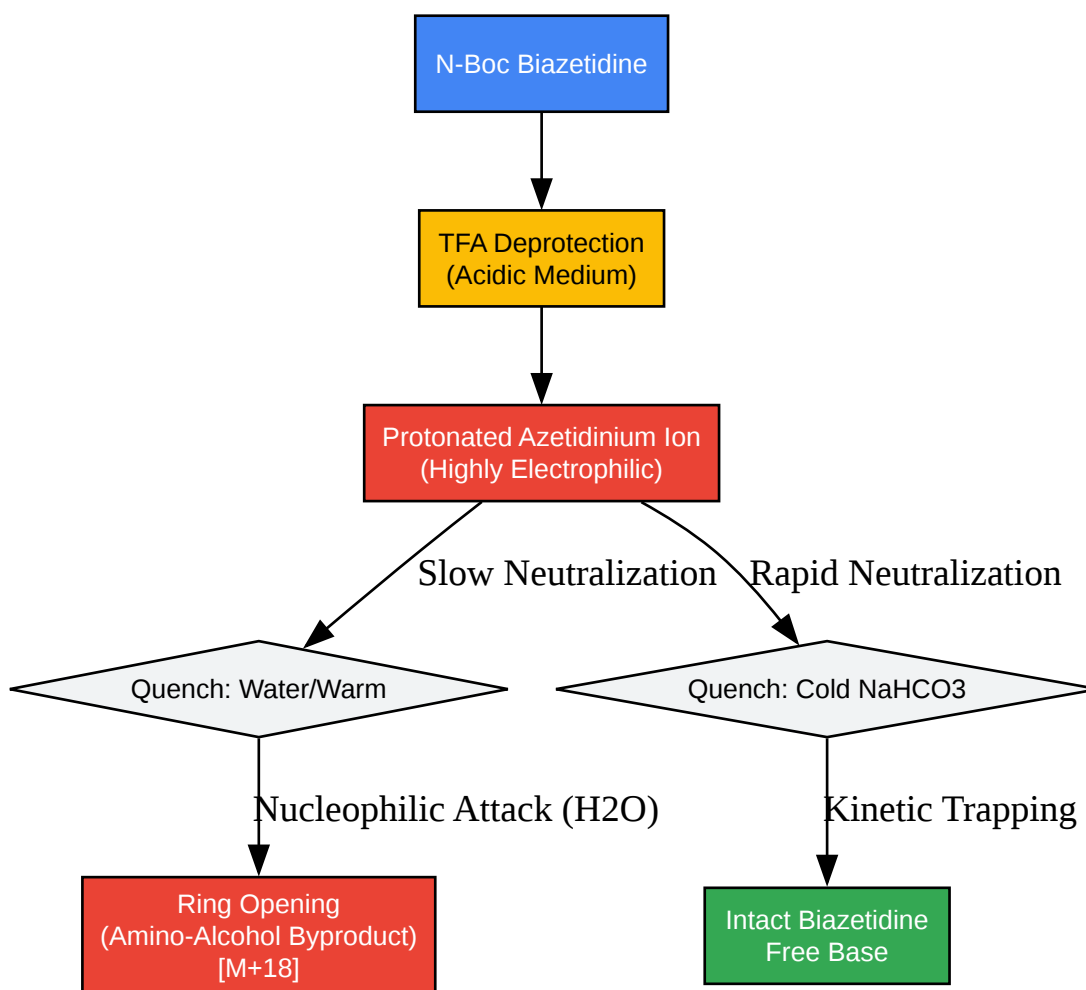 N-Boc Biazetidine
TFA Deprotection
(Acidic Medium)
Protonated Azetidinium Ion
(Highly Electrophilic)
Slow Neutralization
Rapid Neutralization
Quench: Water/Warm
Quench: Cold NaHCO3
Nucleophilic Attack (H2O)
Kinetic Trapping
Ring Opening
(Amino-Alcohol Byproduct)
[M+18]
Intact Biazetidine
Free Base